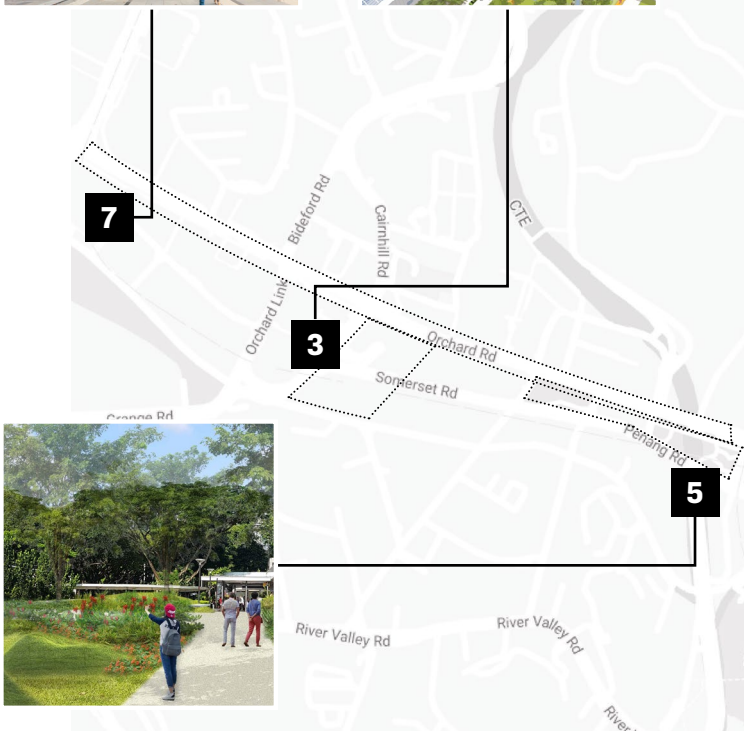 7
Bideford Rd
Cairnhill Rd
CTE
Orchard Link
3
Orchard Rd
Somerset Rd
Grange Rd
Penang Rd
5
River Valley Rd
River Valley Rd
River